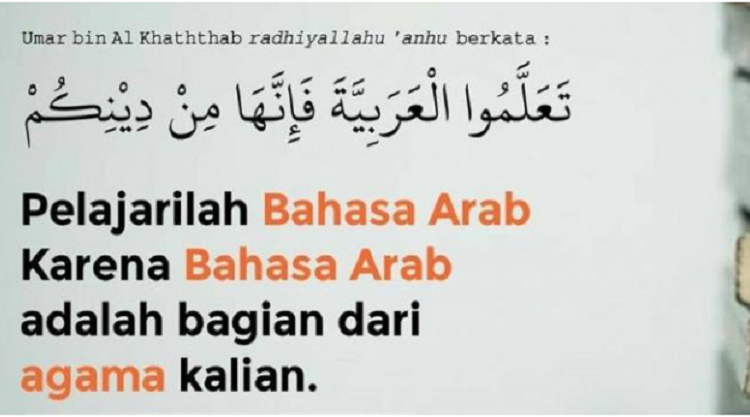 Umar bin Al Khaththab radhiyallahu 'anhu berkata :
تَعَلَّمُوا الْعَرَبِيَّةَ فَإِنَّهَا مِنْ دِيْنِكُمْ
Pelajarilah Bahasa Arab
Karena Bahasa Arab
adalah bagian dari
agama kalian.